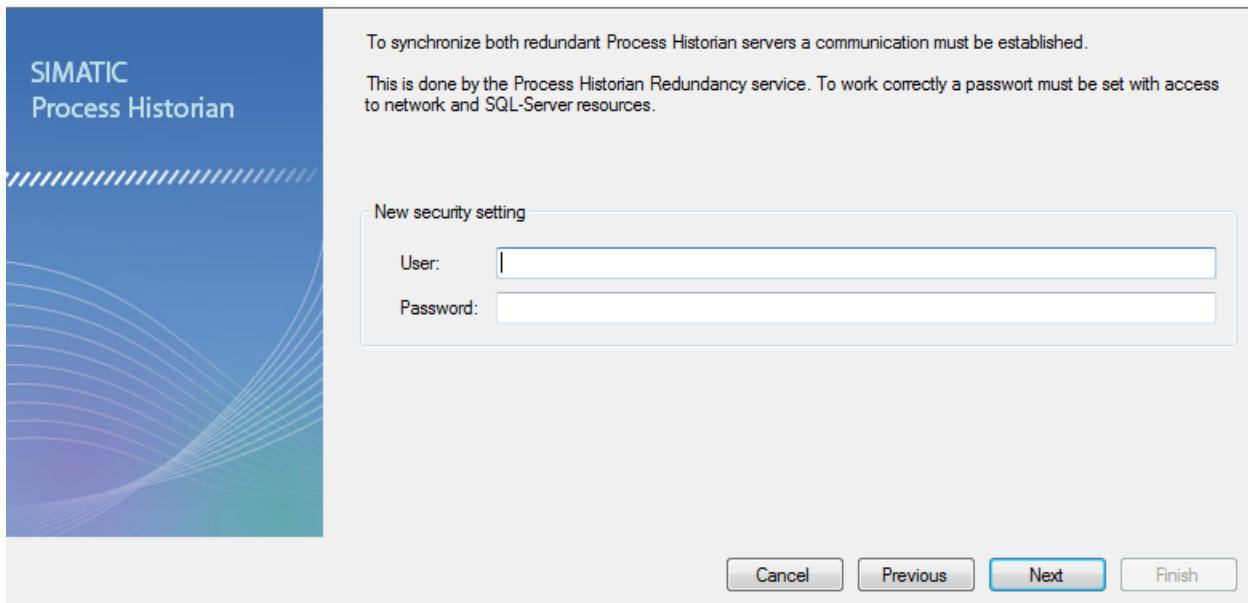 SIMATIC
Process Historian
To synchronize both redundant Process Historian servers a communication must be established.
This is done by the Process Historian Redundancy service. To work correctly a passwort must be set with access
to network and SQL-Server resources.
New security setting
User:
Password:
Cancel Previous Next Finish